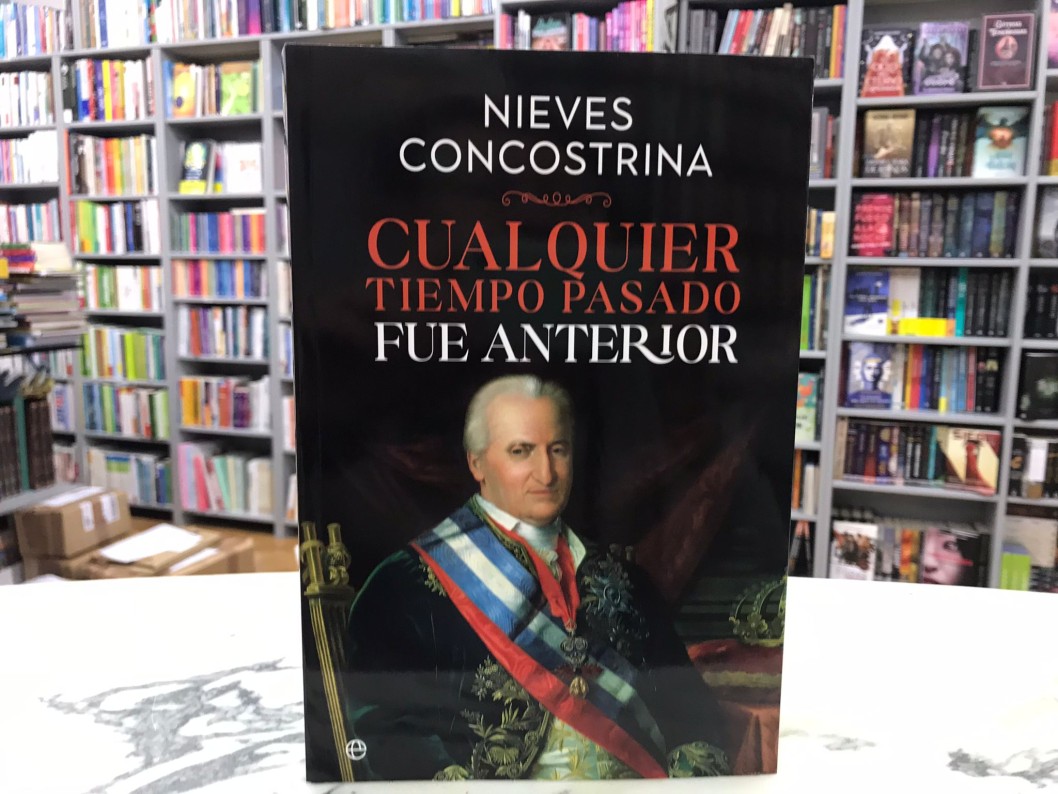 NIEVES
CONCOSTRINA
CUALQUIER
TIEMPO PASADO
FUE ANTERIOR